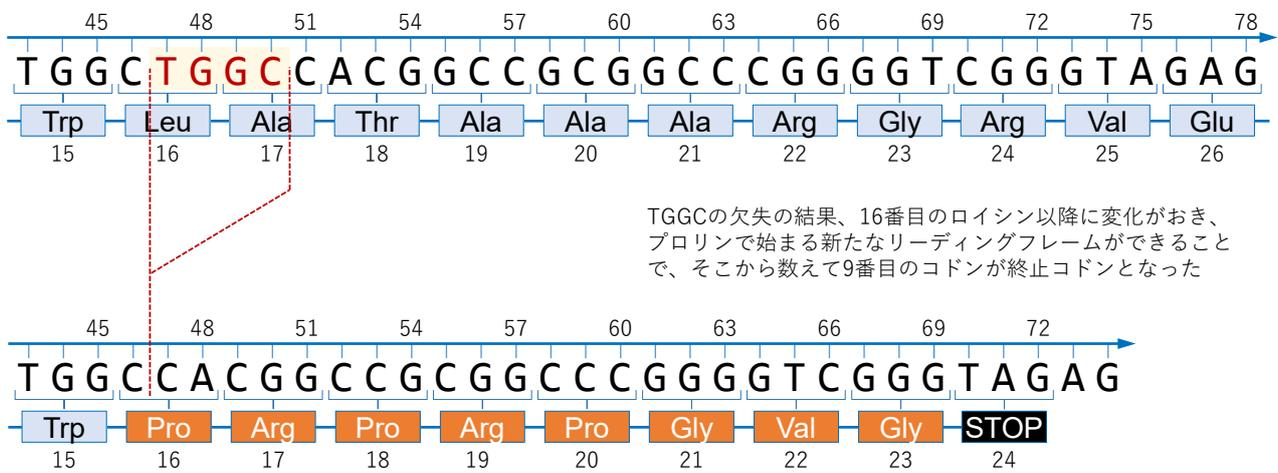 45 48 51 54 57 60 63 66 69 72 75 78
TGGCTGGCCACGGCCGCGGCCCGGGGTCGGGTAGAG
Trp Leu Ala Thr Ala Ala Ala Arg Gly Arg Val Glu
15 16 17 18 19 20 21 22 23 24 25 26
TGGCの欠失の結果、16番目のロイシン以降に変化がおき、
プロリンで始まる新たなリーディングフレームができること
で、そこから数えて9番目のコドンが終止コドンとなった
45 48 51 54 57 60 63 66 69 72
TGGCCACGGCCGCGGCCCGGGGTCGGGTAGAG
Trp Pro Arg Pro Arg Pro Gly Val Gly STOP
15 16 17 18 19 20 21 22 23 24